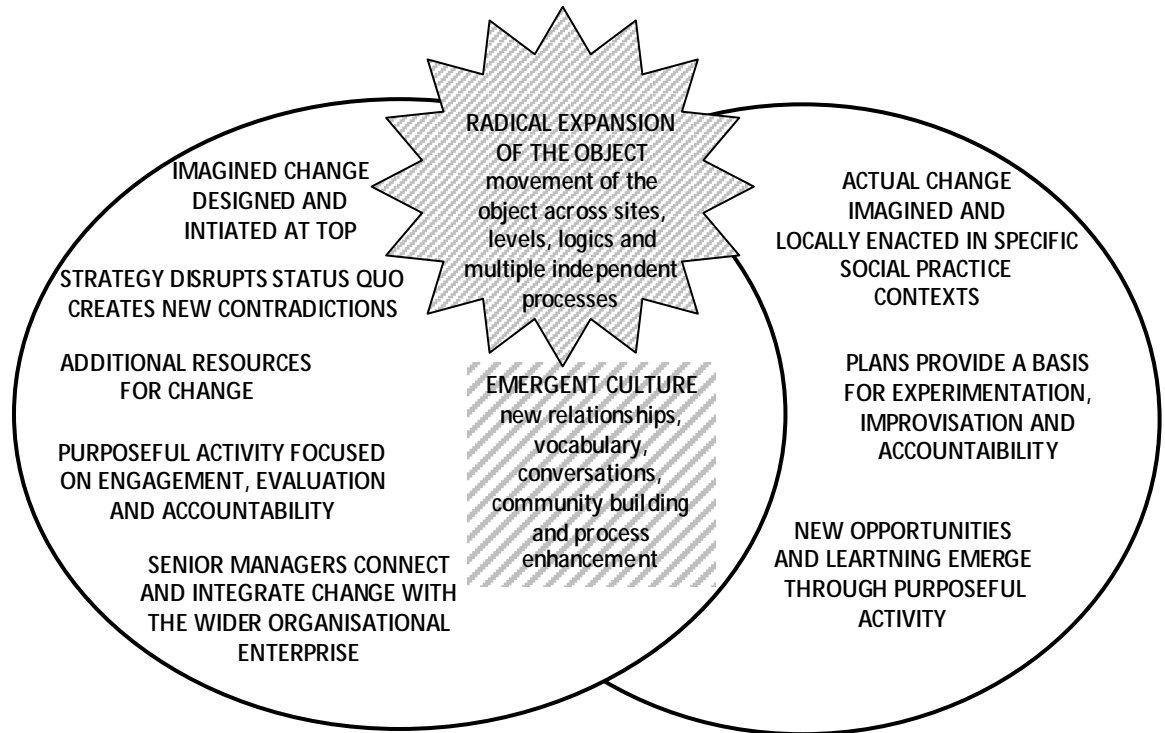 IMAGINED CHANGE
DESIGNED AND
INTIATED AT TOP
STRATEGY DISRUPTS STATUS QUO
CREATES NEW CONTRADICTIONS
ADDITIONAL RESOURCES
FOR CHANGE
PURPOSEFUL ACTIVITY FOCUSED
ON ENGAGEMENT, EVALUATION
AND ACCOUNTABILITY
SENIOR MANAGERS CONNECT
AND INTEGRATE CHANGE WITH
THE WIDER ORGANISATIONAL
ENTERPRISE
RADICAL EXPANSION
OF THE OBJECT
movement of the
object across sites,
levels, logics and
multiple independent
processes
EMERGENT CULTURE
new relationships,
vocabulary,
conversations,
community building
and process
enhancement
ACTUAL CHANGE
IMAGINED AND
LOCALLY ENACTED IN SPECIFIC
SOCIAL PRACTICE
CONTEXTS
PLANS PROVIDE A BASIS
FOR EXPERIMENTATION,
IMPROVISATION AND
ACCOUNTAIBILITY
NEW OPPORTUNITIES
AND LEARTNING EMERGE
THROUGH PURPOSEFUL
ACTIVITY